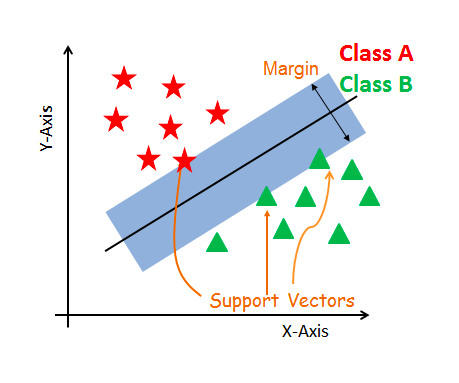 Class A
Margin
Class B
Y-Axis
Support Vectors
X-Axis